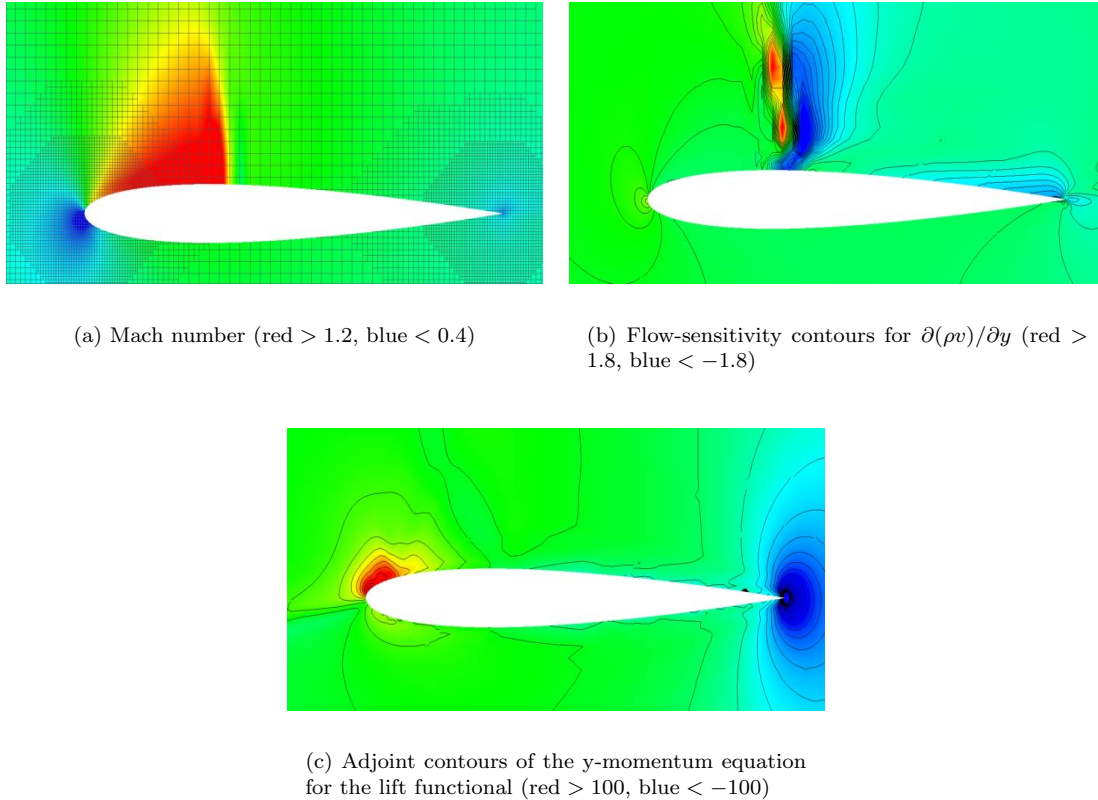 (a) Mach number (red > 1.2, blue < 0.4)
(b) Flow-sensitivity contours for ∂(ρv)/∂y (red >
1.8, blue < −1.8)
(c) Adjoint contours of the y-momentum equation
for the lift functional (red > 100, blue < −100)